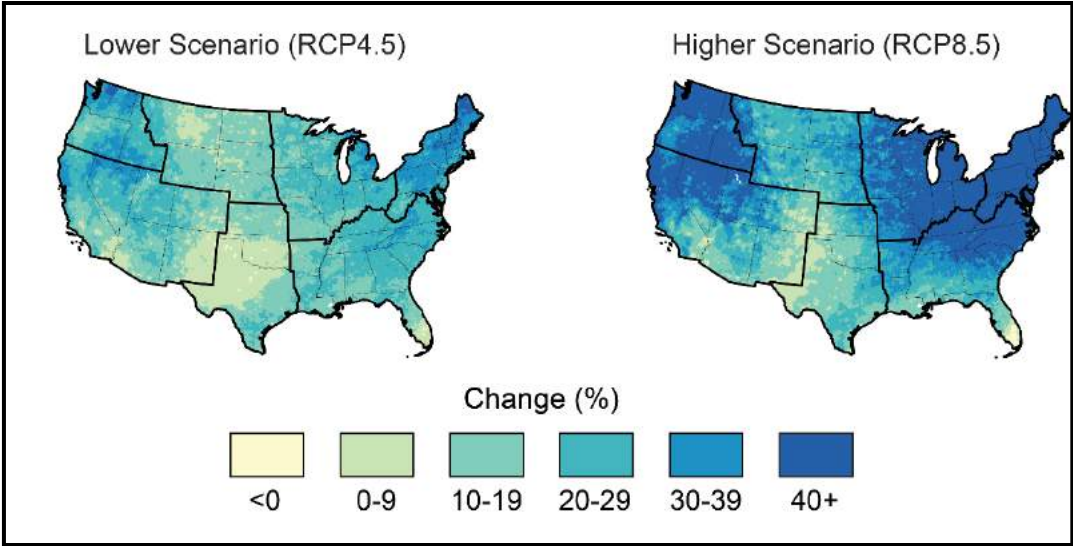 Lower Scenario (RCP4.5)
Higher Scenario (RCP8.5)
Change (%)
<0
0-9
10-19
20-29
30-39
40+